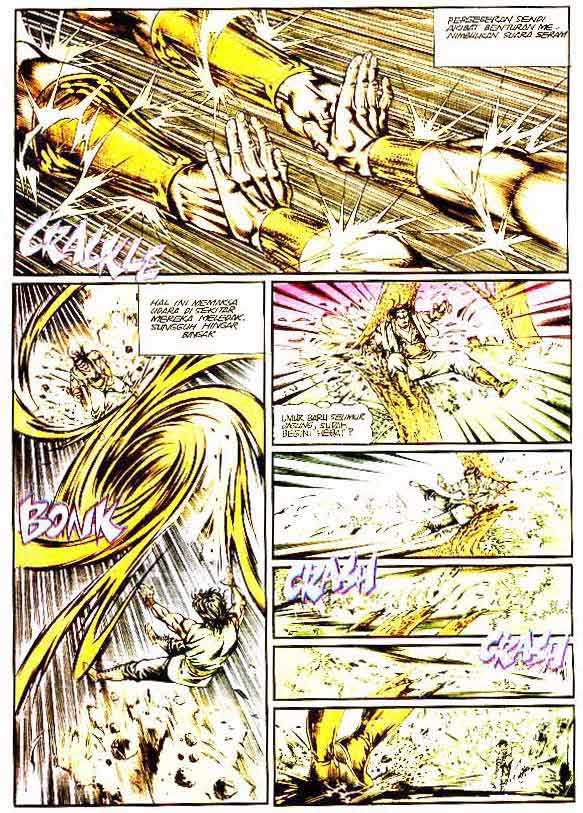 PERGESERAN SENDI
AKIBAT BENTURAN ME-
NIMBULKAN SUARA SERAM
CRACKLE
HAL INI MEMAKSA
UDARA DI SEKITAR
MEREKA MELEDAK.
SUNGGUH HINGAR
BINGAR
UMUR BARU SEUMUR
JAGUNG, SUDAH
BEGINI HEBAT?
BONK
CRASH
CRASH